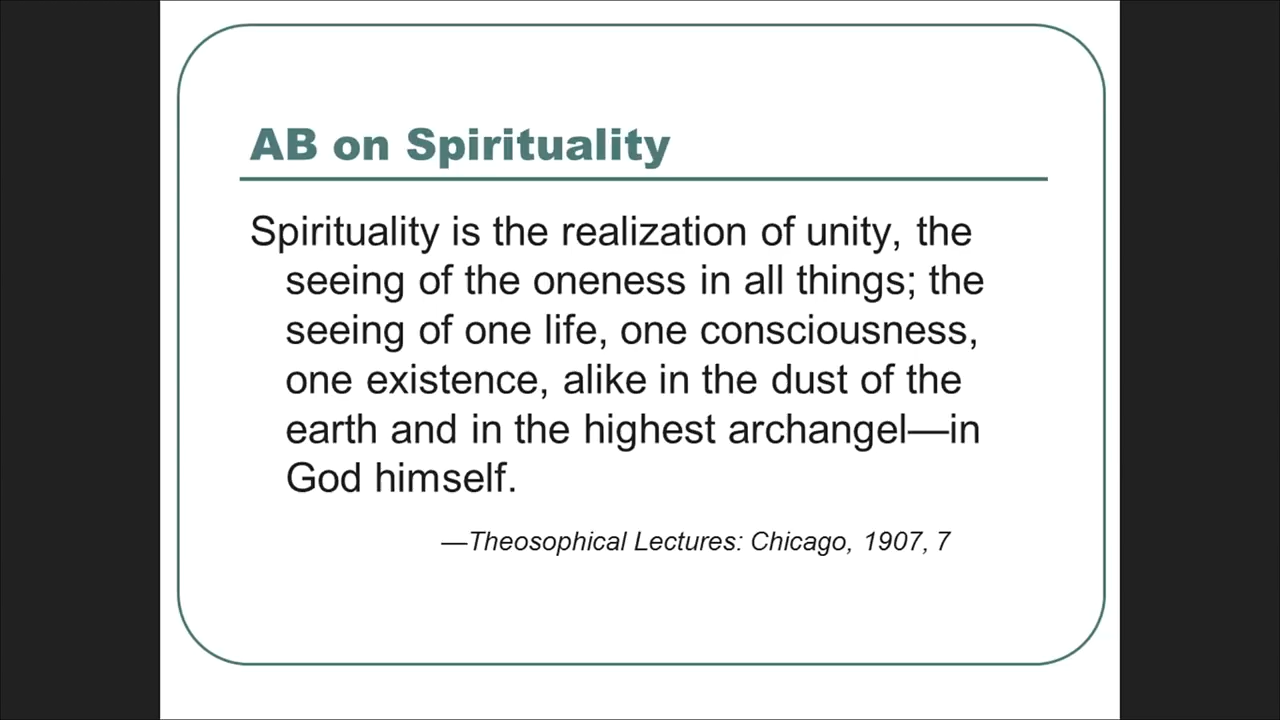 AB on Spirituality
Spirituality is the realization of unity, the
seeing of the oneness in all things; the
seeing of one life, one consciousness,
one existence, alike in the dust of the
earth and in the highest archangel—in
God himself.
—Theosophical Lectures: Chicago, 1907, 7